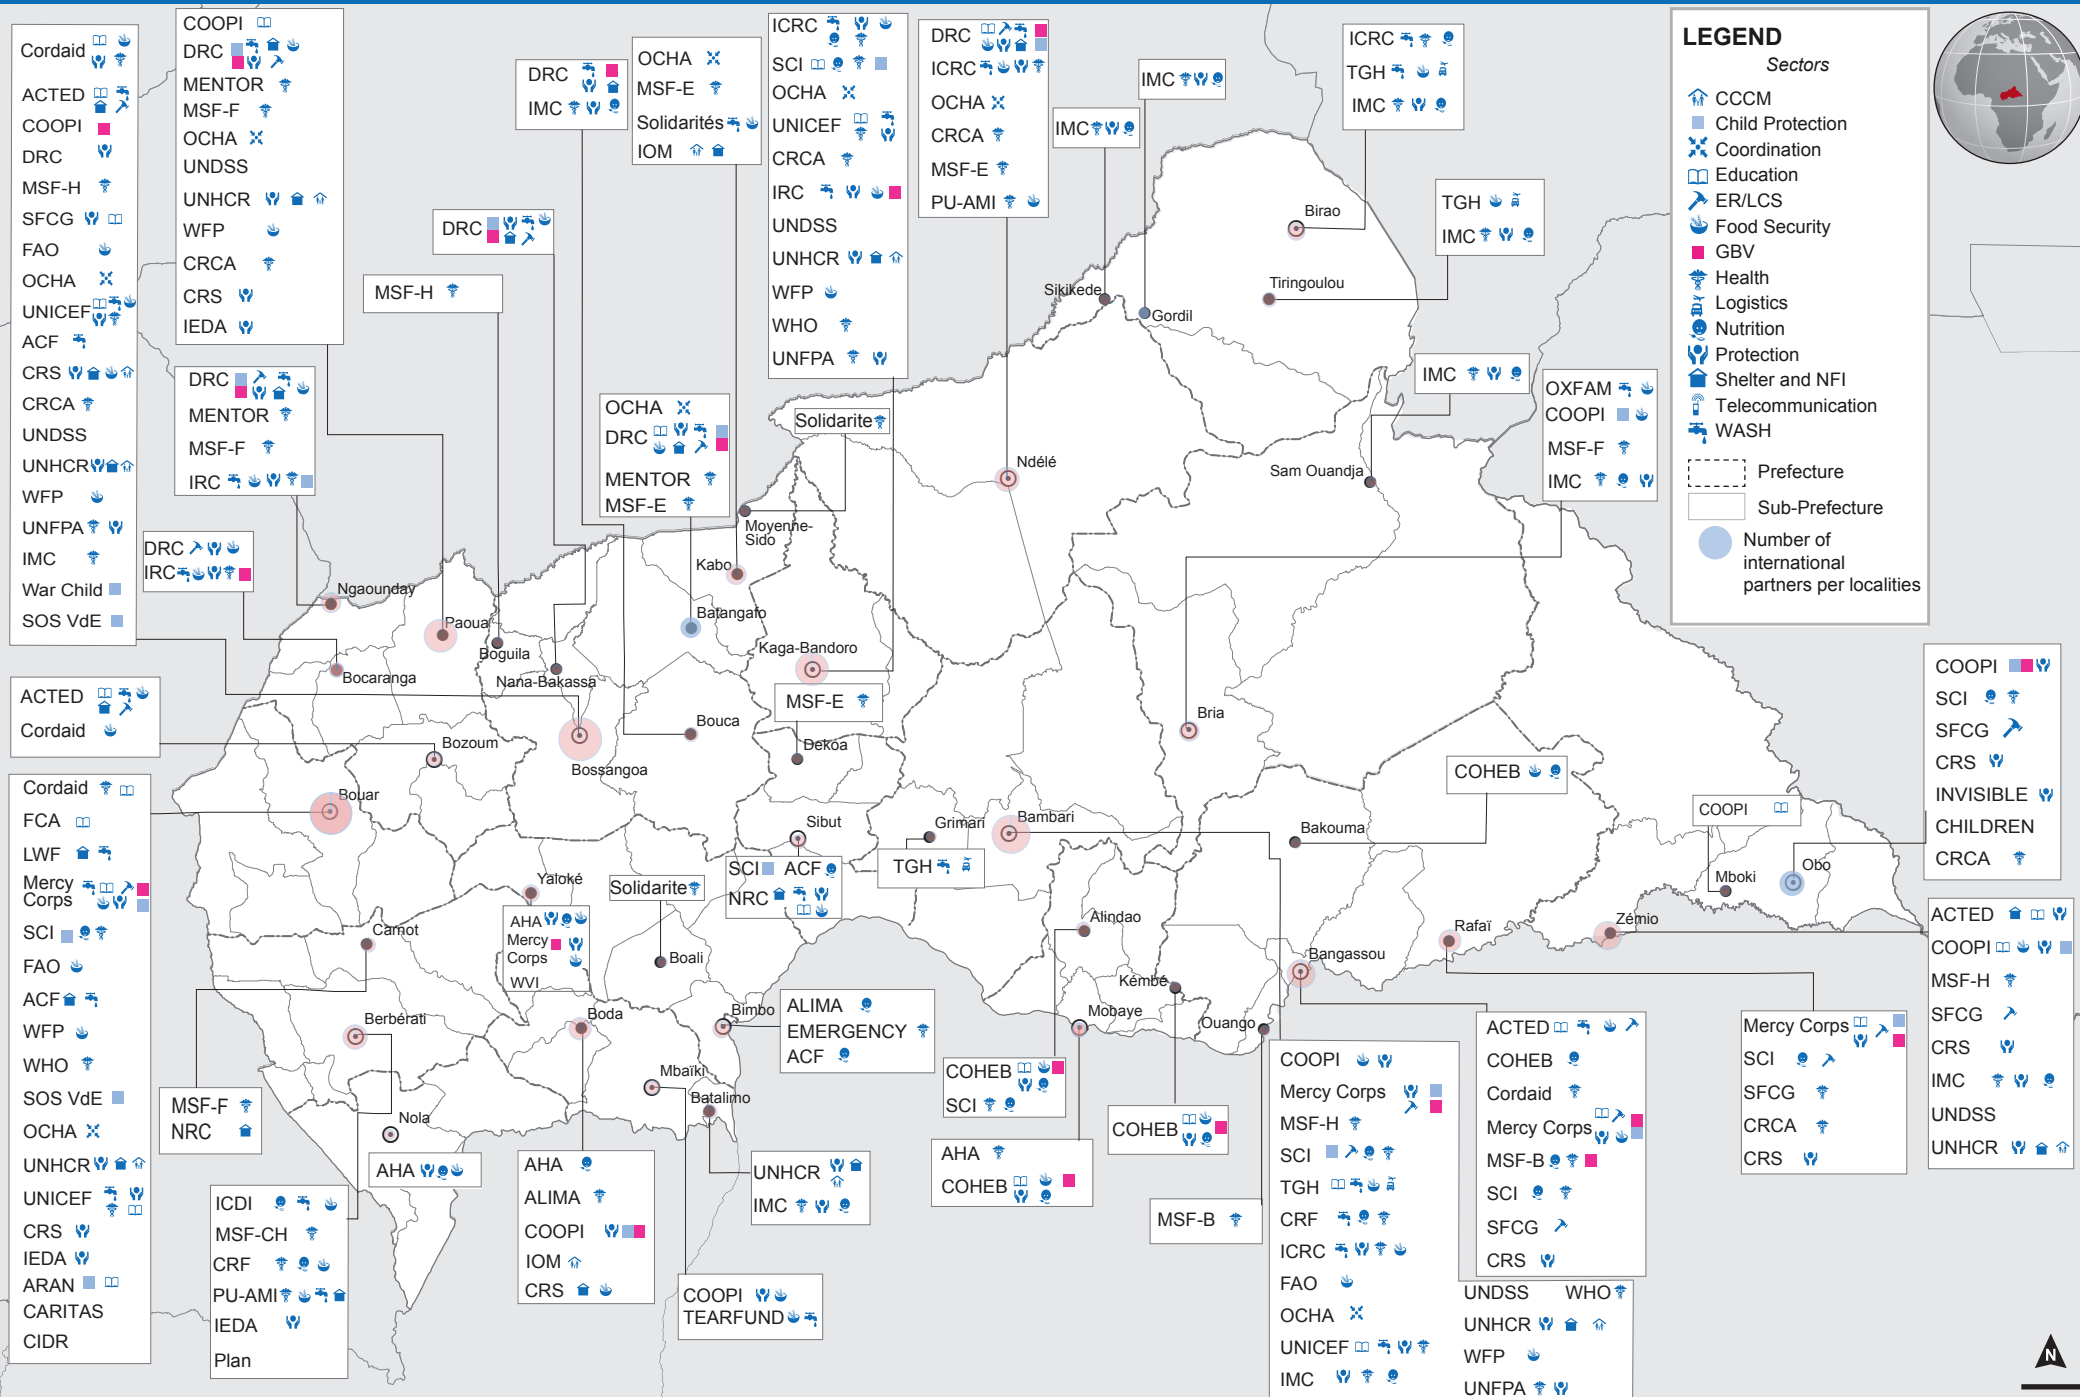 Cordaid
ACTED
COOPI
DRC
MSF-H
SFCG
FAO
OCHA
UNICEF
ACF
CRS
CRCA
UNDSS
UNHCR
WFP
UNFPA
IMC
War Child
SOS VdE
COOPI
DRC
MENTOR
MSF-F
OCHA
UNDSS
UNHCR
WFP
CRCA
CRS
IEDA
DRC
MENTOR
MSF-F
IRC
DRC
IRC
MSF-H
DRC
DRC
IMC
OCHA
MSF-E
Solidarités
IOM
OCHA
DRC
MENTOR
MSF-E
ICRC
SCI
OCHA
UNICEF
CRCA
IRC
UNDSS
UNHCR
WFP
WHO
UNFPA
Solidarite
DRC
ICRC
OCHA
CRCA
MSF-E
PU-AMI
IMC
IMC
ICRC
TGH
IMC
TGH
IMC
IMC
OXFAM
COOPI
MSF-F
IMC
LEGEND
Sectors
CCCM
Child Protection
Coordination
Education
ER/LCS
Food Security
GBV
Health
Logistics
Nutrition
Protection
Shelter and NFI
Telecommunication
WASH
Prefecture
Sub-Prefecture
Number of
international
partners per localities
Birao
Tiringoulou
Sikikede
Gordil
Ndélé
Sam Ouandja
Moyenne-
Sido
Kabo
Batangafo
Kaga-Bandoro
Ngaounday
Paoua
Boguila
Nana-Bakassa
Bocaranga
Bozoum
Bossangoa
Bouca
Dekoa
MSF-E
Bria
Bouar
Sibut
Grimari
Bambari
Bakouma
Mboki
Obo
Yaloké
Boali
Carnot
Alindao
Rafaï
Zémio
Bangassou
Kémbé
Mobaye
Ouango
Berbérati
Boda
Bimbo
Mbaïki
Batalimo
Nola
ACTED
Cordaid
Cordaid
FCA
LWF
Mercy
Corps
SCI
FAO
ACF
WFP
WHO
SOS VdE
OCHA
UNHCR
UNICEF
CRS
IEDA
ARAN
CARITAS
CIDR
MSF-F
NRC
ICDI
MSF-CH
CRF
PU-AMI
IEDA
Plan
AHA
AHA
Mercy
Corps
WVI
Solidarite
SCI ACF
NRC
TGH
ALIMA
EMERGENCY
ACF
AHA
ALIMA
COOPI
IOM
CRS
COOPI
TEARFUND
UNHCR
IMC
COHEB
SCI
AHA
COHEB
COHEB
MSF-B
COHEB
COOPI
COOPI
SCI
SFCG
CRS
INVISIBLE
CHILDREN
CRCA
ACTED
COOPI
MSF-H
SFCG
CRS
IMC
UNDSS
UNHCR
Mercy Corps
SCI
SFCG
CRCA
CRS
ACTED
COHEB
Cordaid
Mercy Corps
MSF-B
SCI
SFCG
CRS
COOPI
Mercy Corps
MSF-H
SCI
TGH
CRF
ICRC
FAO
OCHA
UNICEF
IMC
UNDSS WHO
UNHCR
WFP
UNFPA
N